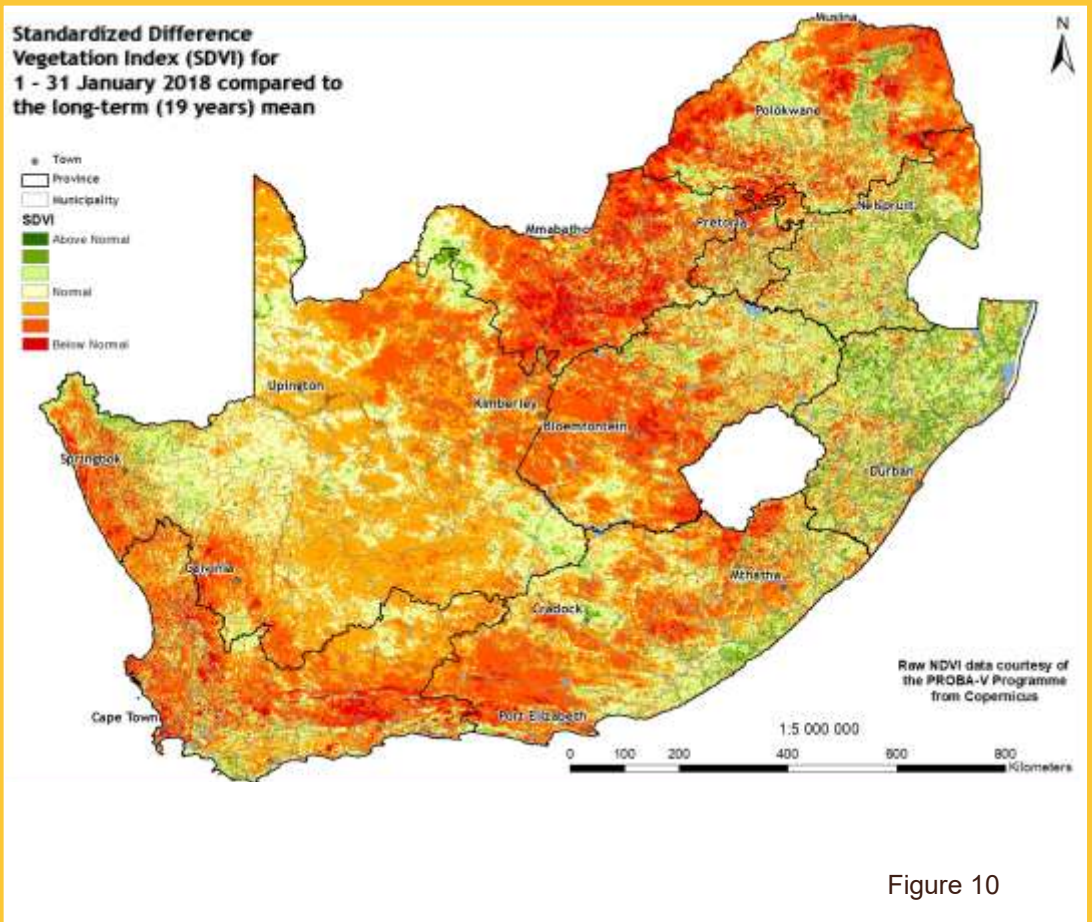 Standardized Difference
Vegetation Index (SDVI) for
1 - 31 January 2018 compared to
the long-term (19 years) mean
Town
Province
Municipality
SDVI
Above Normal
Normal
Below Normal
N
Musina
Polokwane
Nelspruit
Pretoria
Mmabatho
Upington
Kimberley
Bloemfontein
Springbok
Durban
Calvinia
Mthatha
Cradock
Cape Town
Port Elizabeth
Raw NDVI data courtesy of
the PROBA-V Programme
from Copernicus
1:5 000 000
0 100 200 400 600 800
Kilometers
Figure 10